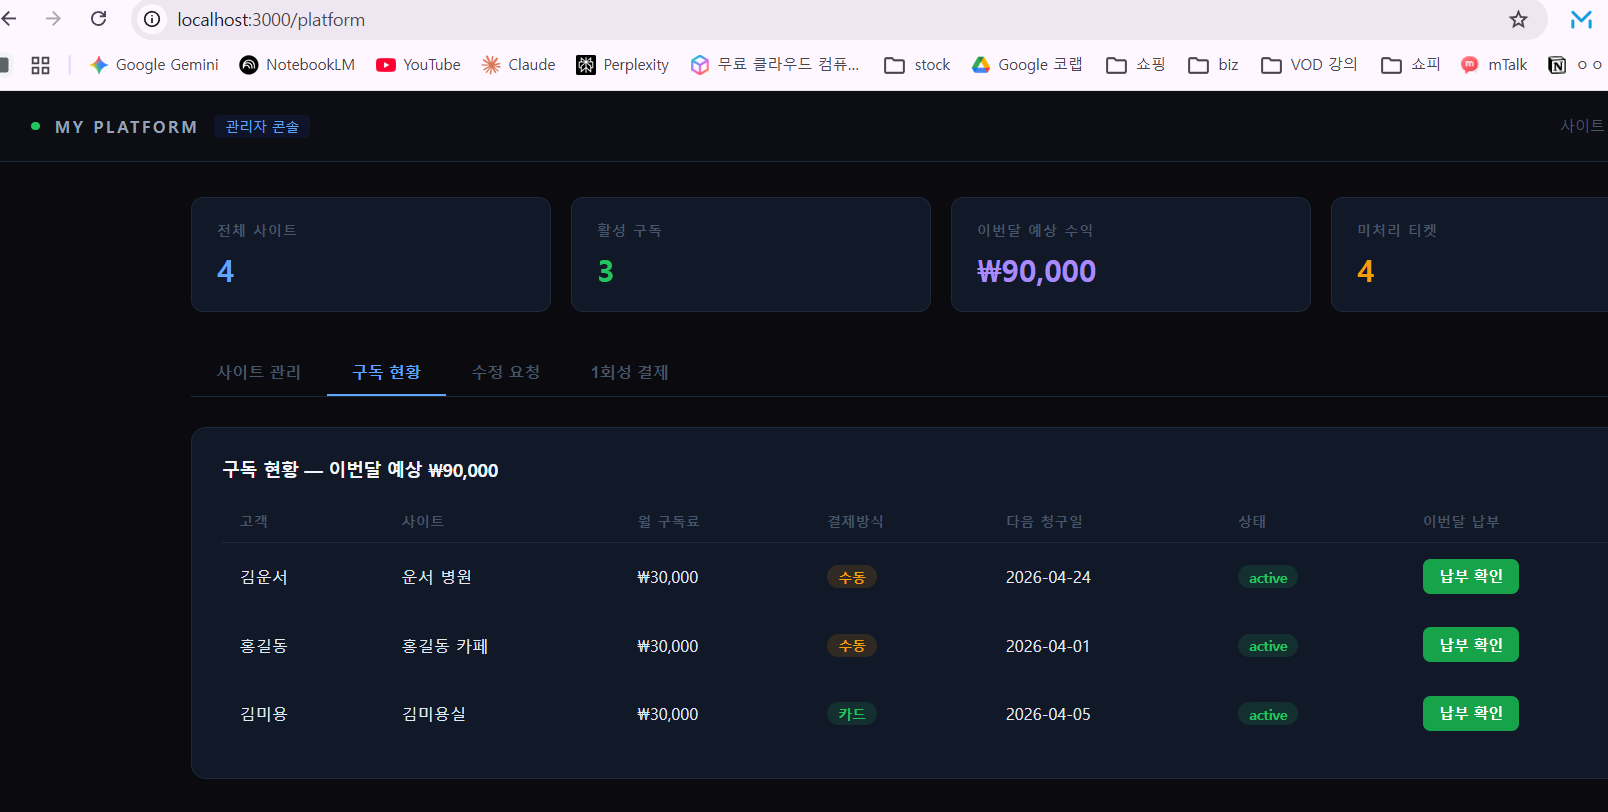 localhost:3000/platform
Google Gemini NotebookLM YouTube Claude Perplexity 무료 클라우드 컴퓨... stock Google 코랩 쇼핑 biz VOD 강의 쇼피 mTalk ㅇㅇ
MY PLATFORM 관리자 콘솔 사이트
전체 사이트 활성 구독 이번달 예상 수익 미처리 티켓
4 3 ₩90,000 4
사이트 관리 구독 현황 수정 요청 1회성 결제
구독 현황 — 이번달 예상 ₩90,000
고객 사이트 월 구독료 결제방식 다음 청구일 상태 이번달 납부
김운서 운서 병원 ₩30,000 수동 2026-04-24 active 납부 확인
홍길동 홍길동 카페 ₩30,000 수동 2026-04-01 active 납부 확인
김미용 김미용실 ₩30,000 카드 2026-04-05 active 납부 확인